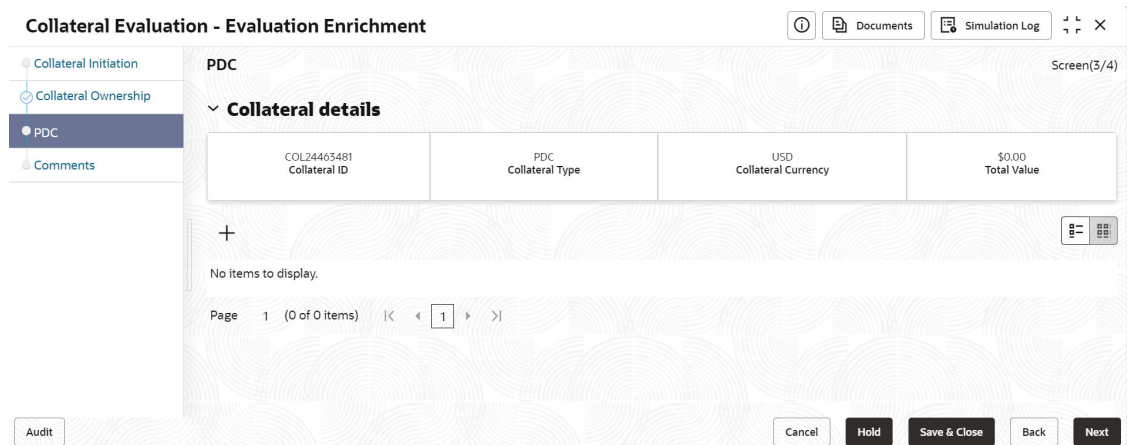 Collateral Evaluation - Evaluation Enrichment
Documents
Simulation Log
Collateral Initiation
Collateral Ownership
PDC
Comments
PDC
Screen(3/4)
Collateral details
COL24463481
Collateral ID
PDC
Collateral Type
USD
Collateral Currency
$0.00
Total Value
No items to display.
Page 1 (0 of 0 items) 1
Audit
Cancel
Hold
Save & Close
Back
Next